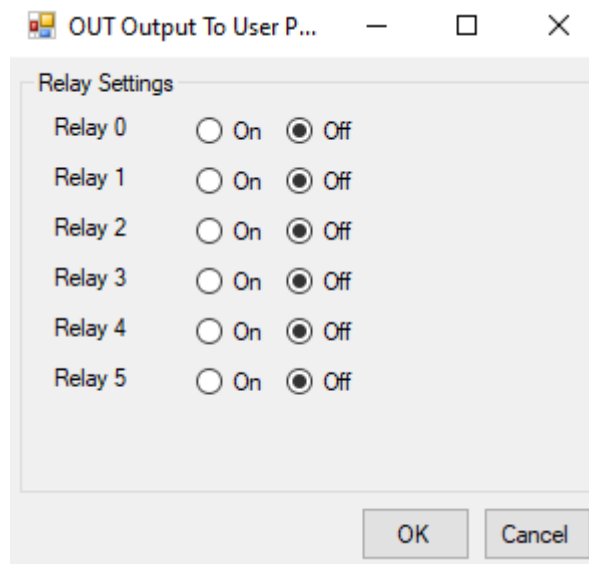 OUT Output To User P...
Relay Settings
Relay 0 On Off
Relay 1 On Off
Relay 2 On Off
Relay 3 On Off
Relay 4 On Off
Relay 5 On Off
OK Cancel